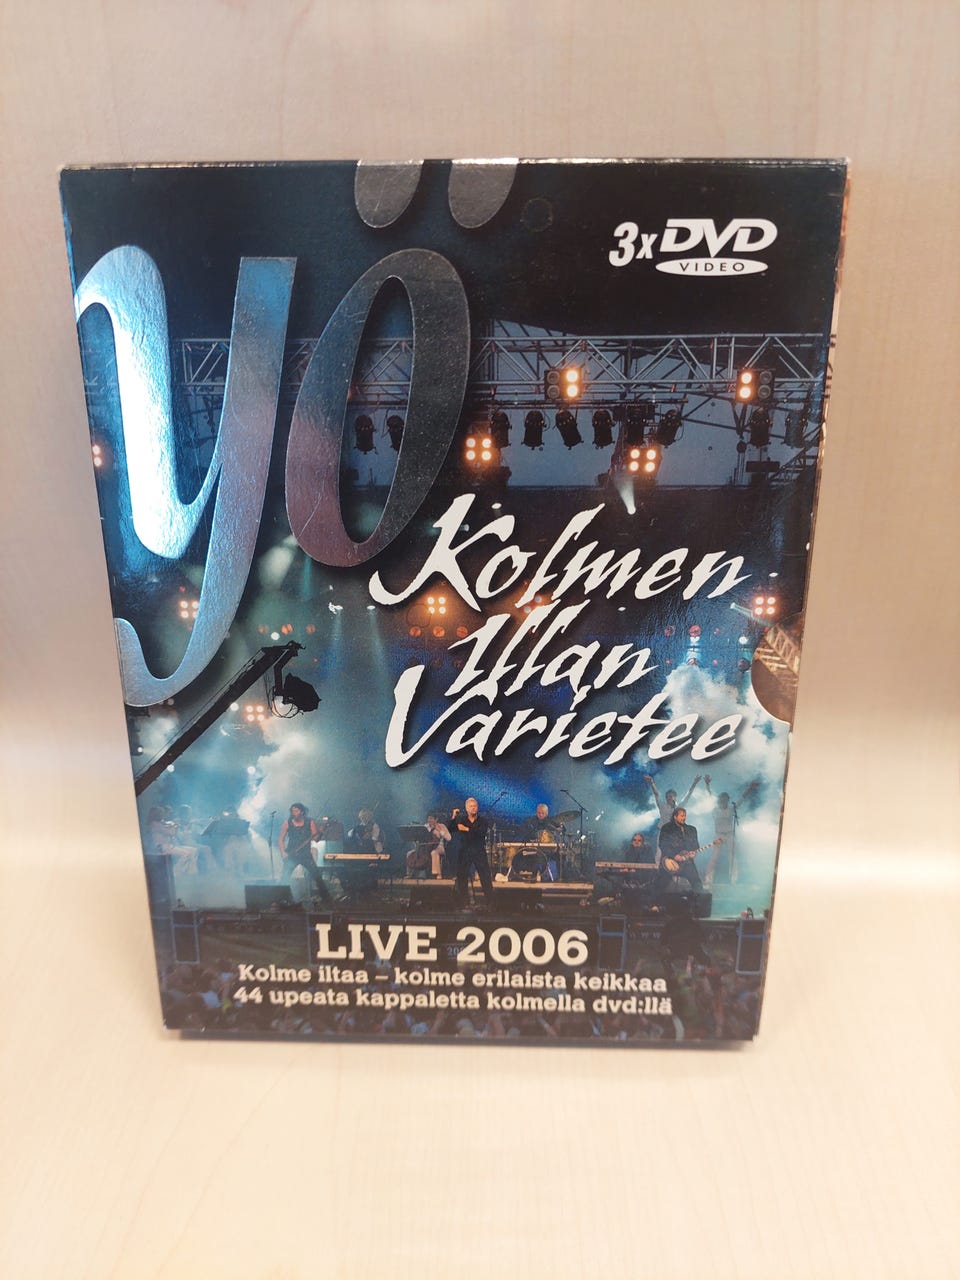 yö
3x DVD
VIDEO
Kolmen
Illan
Varietee
LIVE 2006
Kolme iltaa – kolme erilaista keikkaa
44 upeata kappaletta kolmella dvd:llä